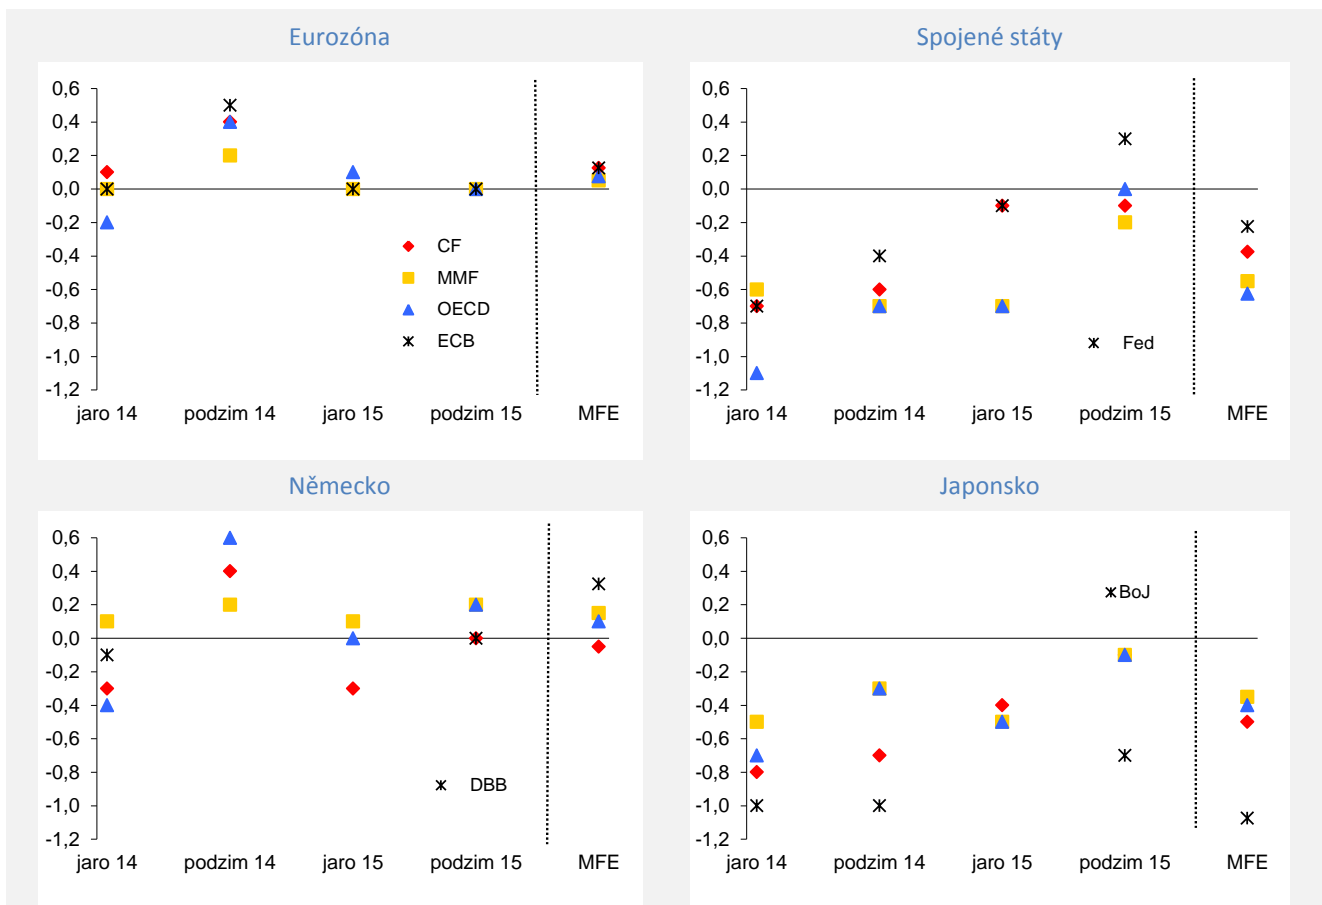 Eurozóna
0,6
0,4
0,2
0,0
-0,2
-0,4
-0,6
-0,8
-1,0
-1,2
CF
MMF
OECD
ECB
jaro 14 podzim 14 jaro 15 podzim 15 MFE
Spojené státy
0,6
0,4
0,2
0,0
-0,2
-0,4
-0,6
-0,8
-1,0
-1,2
Fed
jaro 14 podzim 14 jaro 15 podzim 15 MFE
Německo
0,6
0,4
0,2
0,0
-0,2
-0,4
-0,6
-0,8
-1,0
-1,2
DBB
jaro 14 podzim 14 jaro 15 podzim 15 MFE
Japonsko
0,6
0,4
0,2
0,0
-0,2
-0,4
-0,6
-0,8
-1,0
-1,2
BoJ
jaro 14 podzim 14 jaro 15 podzim 15 MFE